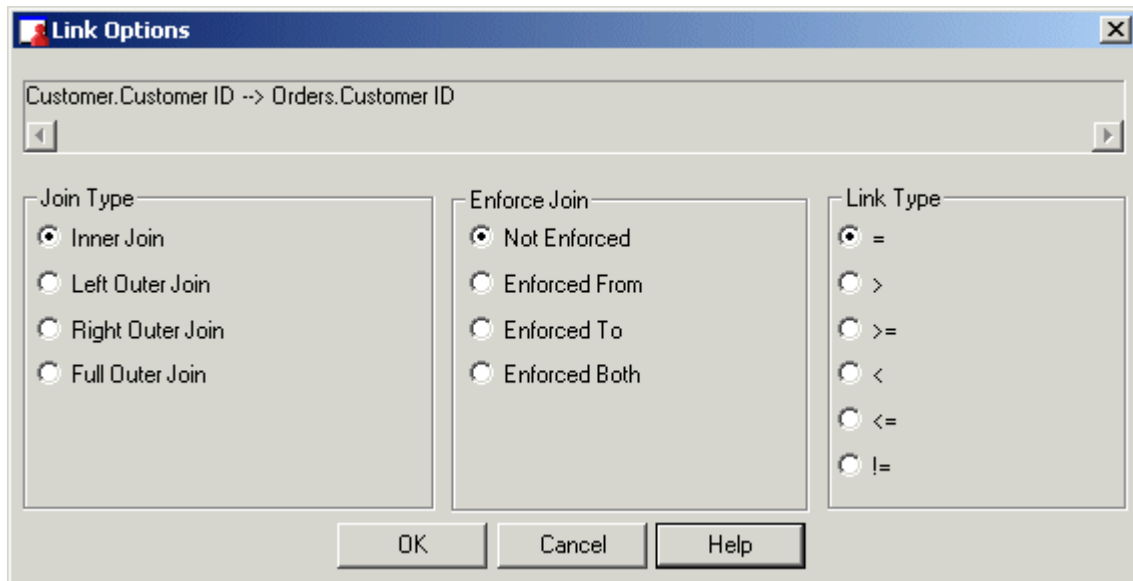 Link Options
Customer.Customer ID --> Orders.Customer ID
Join Type
Inner Join
Left Outer Join
Right Outer Join
Full Outer Join
Enforce Join
Not Enforced
Enforced From
Enforced To
Enforced Both
Link Type
=
>
>=
<
<=
!=
OK
Cancel
Help